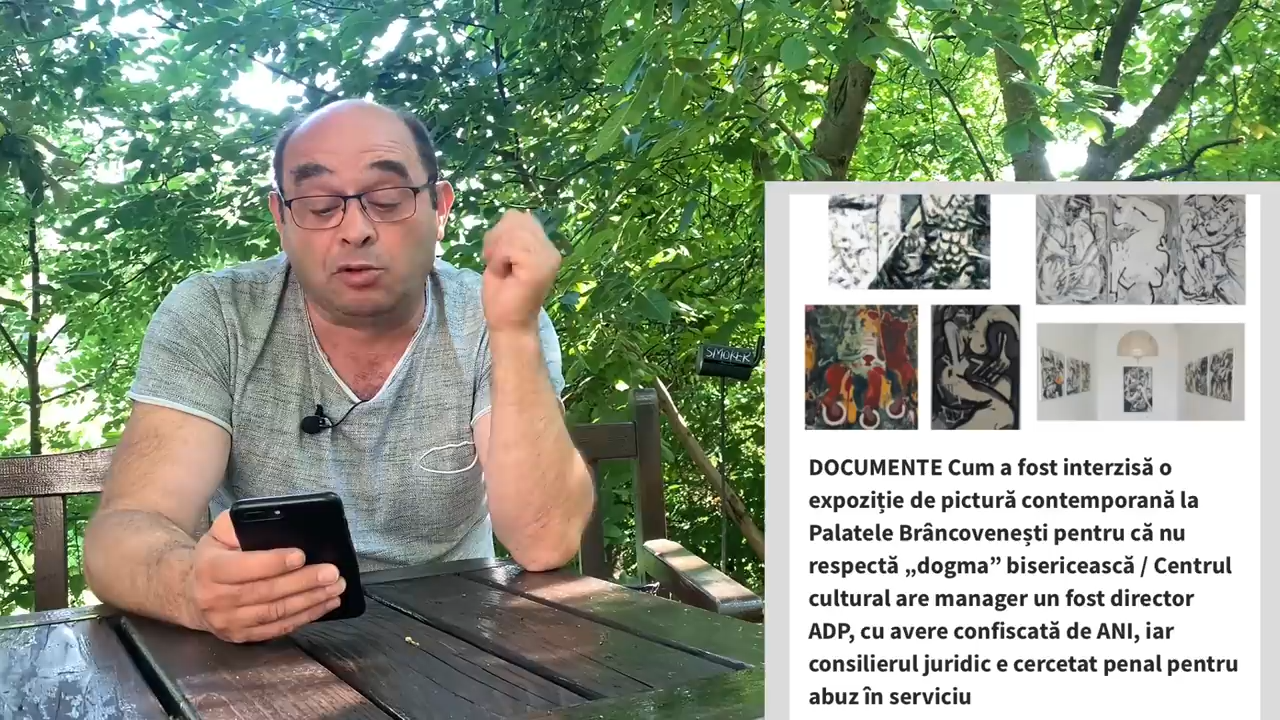 SMOKER
DOCUMENTE Cum a fost interzisă o
expoziție de pictură contemporană la
Palatele Brâncovenești pentru că nu
respectă „dogma” bisericească / Centrul
cultural are manager un fost director
ADP, cu avere confiscată de ANI, iar
consilierul juridic e cercetat penal pentru
abuz în serviciu